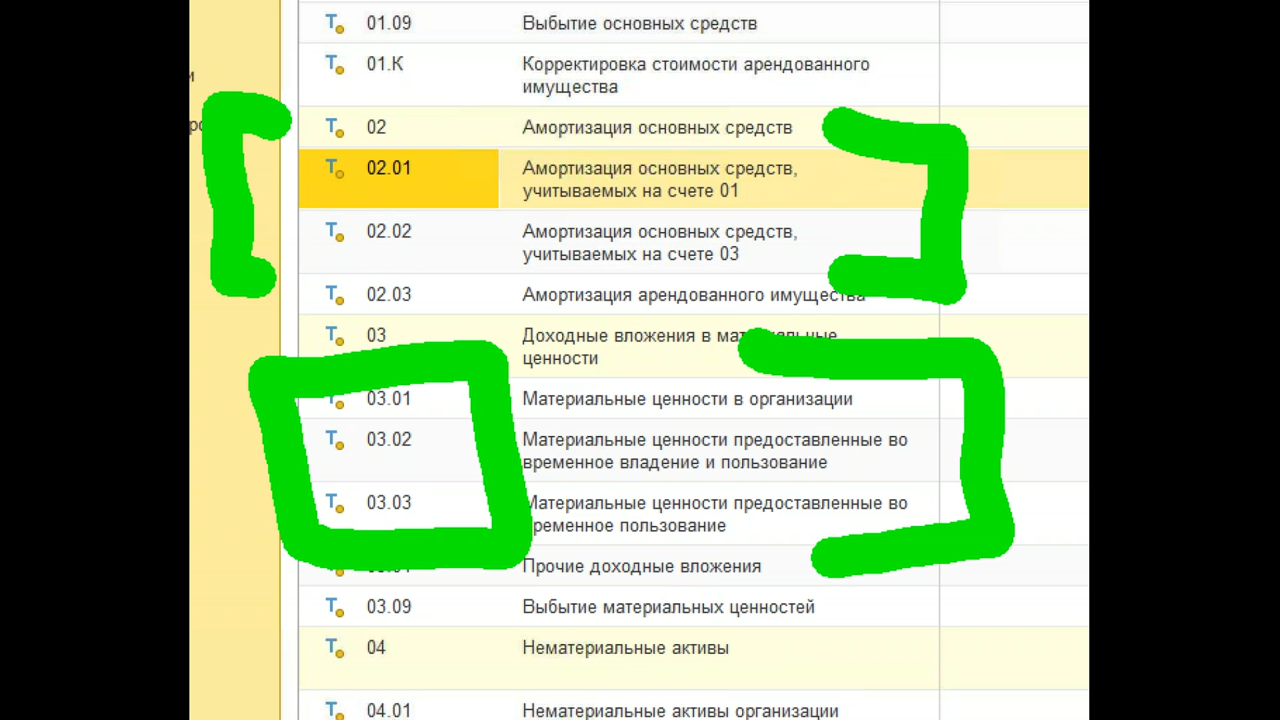 01.09 Выбытие основных средств
01.К Корректировка стоимости арендованного
имущества
02 Амортизация основных средств
02.01 Амортизация основных средств,
учитываемых на счете 01
02.02 Амортизация основных средств,
учитываемых на счете 03
02.03 Амортизация арендованного имущества
03 Доходные вложения в материальные
ценности
03.01 Материальные ценности в организации
03.02 Материальные ценности предоставленные во
временное владение и пользование
03.03 Материальные ценности предоставленные во
временное пользование
Прочие доходные вложения
03.09 Выбытие материальных ценностей
04 Нематериальные активы
04.01 Нематериальные активы организации